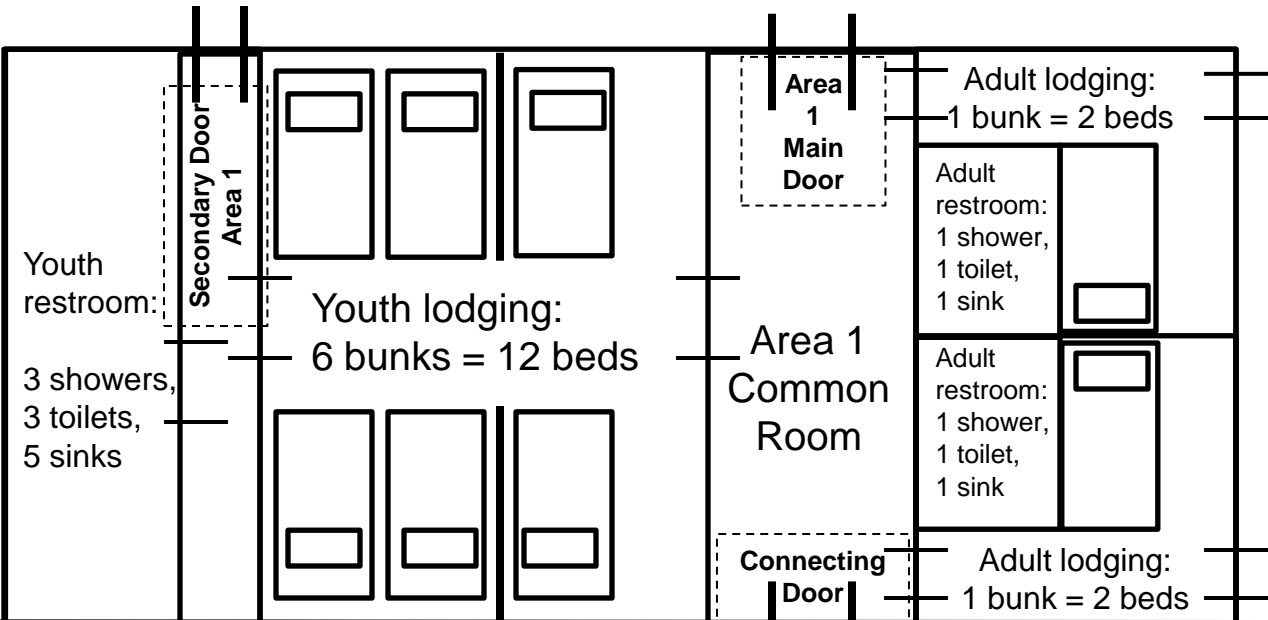 Youth
restroom:
3 showers,
3 toilets,
5 sinks
Secondary Door
Area 1
Youth lodging:
6 bunks = 12 beds
Area
1
Main
Door
Area 1
Common
Room
Connecting
Door
Adult lodging:
1 bunk = 2 beds
Adult
restroom:
1 shower,
1 toilet,
1 sink
Adult
restroom:
1 shower,
1 toilet,
1 sink
Adult lodging:
1 bunk = 2 beds